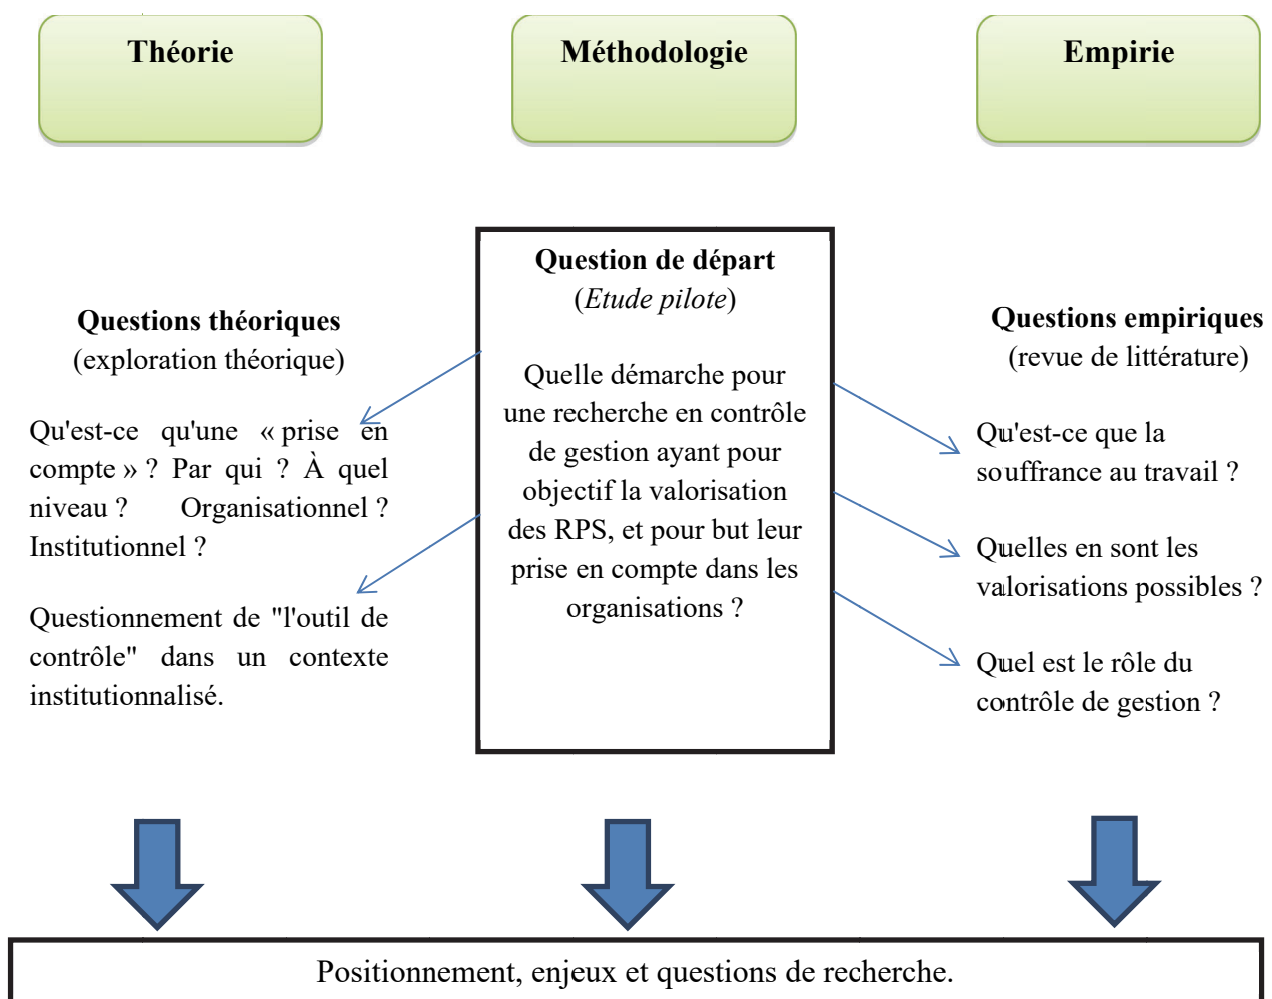 Théorie
Méthodologie
Empirie
Questions théoriques
(exploration théorique)
Qu'est-ce qu'une « prise en
compte » ? Par qui ? À quel
niveau ? Organisationnel ?
Institutionnel ?
Questionnement de "l'outil de
contrôle" dans un contexte
institutionnalisé.
Question de départ
(Etude pilote)
Quelle démarche pour
une recherche en contrôle
de gestion ayant pour
objectif la valorisation
des RPS, et pour but leur
prise en compte dans les
organisations ?
Questions empiriques
(revue de littérature)
Qu'est-ce que la
souffrance au travail ?
Quelles en sont les
valorisations possibles ?
Quel est le rôle du
contrôle de gestion ?
Positionnement, enjeux et questions de recherche.